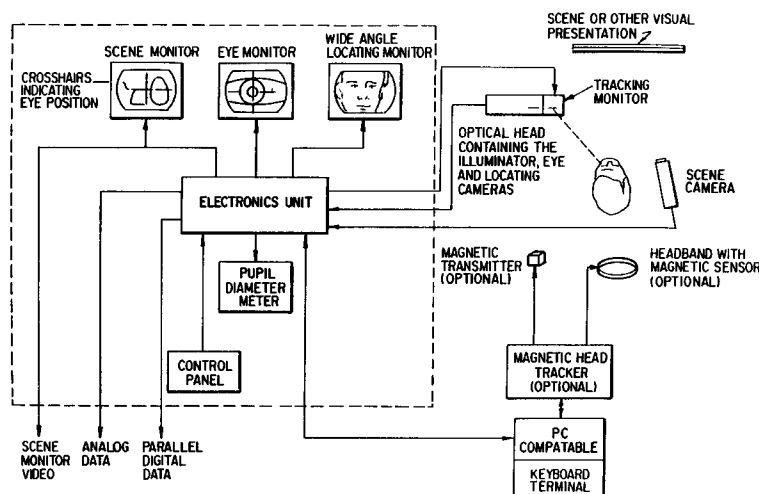 SCENE OR OTHER VISUAL
PRESENTATION
SCENE MONITOR
EYE MONITOR
WIDE ANGLE
LOCATING MONITOR
CROSSHAIRS
INDICATING
EYE POSITION
TRACKING
MONITOR
OPTICAL HEAD
CONTAINING THE
ILLUMINATOR, EYE
AND LOCATING
CAMERAS
SCENE
CAMERA
ELECTRONICS UNIT
MAGNETIC
TRANSMITTER
(OPTIONAL)
HEADBAND WITH
MAGNETIC SENSOR
(OPTIONAL)
PUPIL
DIAMETER
METER
CONTROL
PANEL
MAGNETIC HEAD
TRACKER
(OPTIONAL)
SCENE
MONITOR
VIDEO
ANALOG
DATA
PARALLEL
DIGITAL
DATA
PC
COMPATABLE
KEYBOARD
TERMINAL